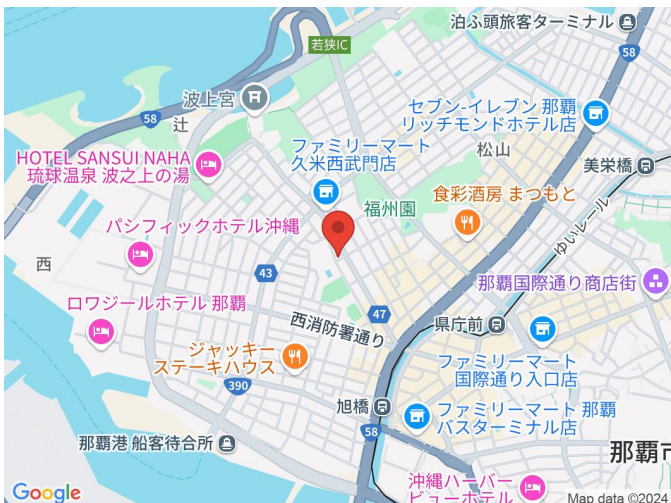 泊ふ頭旅客ターミナル
58
若狭IC
波上宮
58
辻
セブン-イレブン 那覇
リッチモンドホテル店
ファミリーマート
久米西武門店
松山
美栄橋
HOTEL SANSUI NAHA
琉球温泉 波之上の湯
福州園
食彩酒房 まつもと
ゆいレール
パシフィックホテル沖縄
西
43
那覇国際通り商店街
ロワジールホテル 那覇
47
県庁前
西消防署通り
ジャッキー
ステーキハウス
ファミリーマート
国際通り入口店
390
旭橋
ファミリーマート 那覇
バスターミナル店
58
那覇港 船客待合所
那覇市
沖縄ハーバー
ビューホテル
Google
Map data ©2024